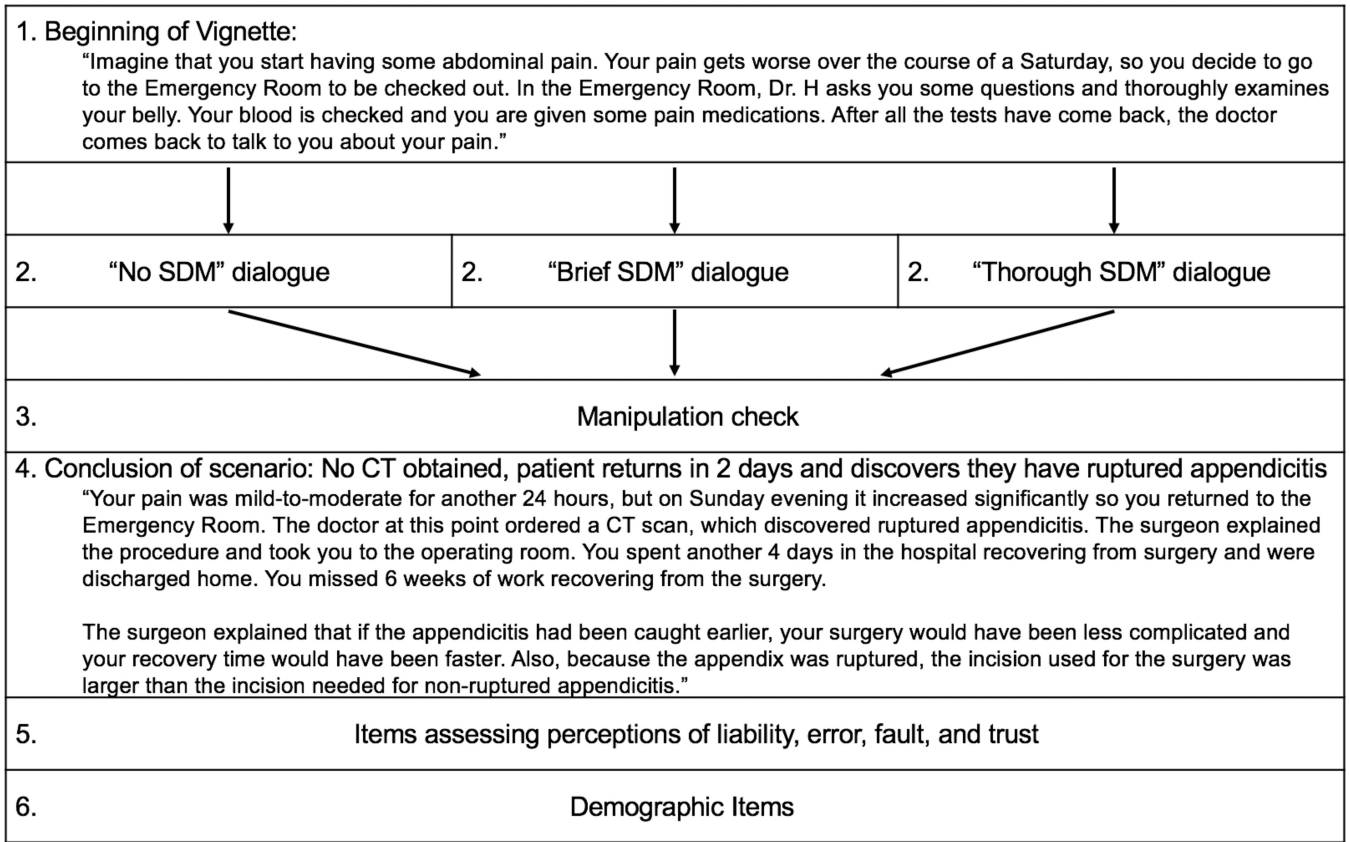 1. Beginning of Vignette:
“Imagine that you start having some abdominal pain. Your pain gets worse over the course of a Saturday, so you decide to go
to the Emergency Room to be checked out. In the Emergency Room, Dr. H asks you some questions and thoroughly examines
your belly. Your blood is checked and you are given some pain medications. After all the tests have come back, the doctor
comes back to talk to you about your pain.”
2. “No SDM” dialogue
2. “Brief SDM” dialogue
2. “Thorough SDM” dialogue
3. Manipulation check
4. Conclusion of scenario: No CT obtained, patient returns in 2 days and discovers they have ruptured appendicitis
“Your pain was mild-to-moderate for another 24 hours, but on Sunday evening it increased significantly so you returned to the
Emergency Room. The doctor at this point ordered a CT scan, which discovered ruptured appendicitis. The surgeon explained
the procedure and took you to the operating room. You spent another 4 days in the hospital recovering from surgery and were
discharged home. You missed 6 weeks of work recovering from the surgery.
The surgeon explained that if the appendicitis had been caught earlier, your surgery would have been less complicated and
your recovery time would have been faster. Also, because the appendix was ruptured, the incision used for the surgery was
larger than the incision needed for non-ruptured appendicitis.”
5. Items assessing perceptions of liability, error, fault, and trust
6. Demographic Items